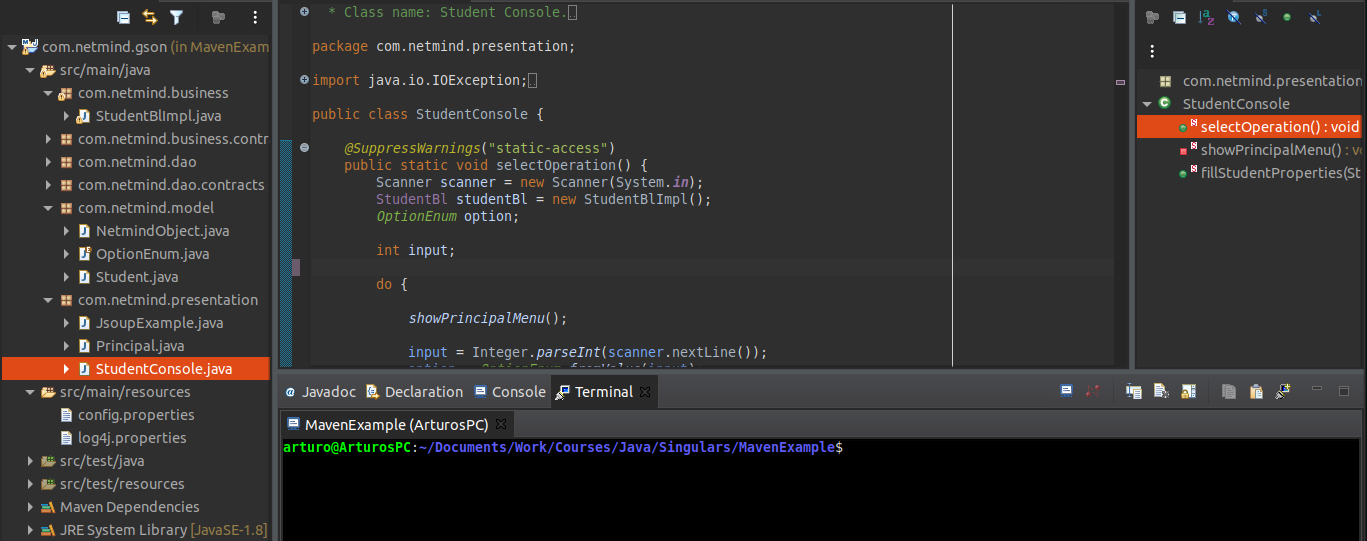 com.netmind.gson (in MavenExam
src/main/java
com.netmind.business
StudentBlImpl.java
com.netmind.business.contr
com.netmind.dao
com.netmind.dao.contracts
com.netmind.model
NetmindObject.java
OptionEnum.java
Student.java
com.netmind.presentation
JsoupExample.java
Principal.java
StudentConsole.java
src/main/resources
config.properties
log4j.properties
src/test/java
src/test/resources
Maven Dependencies
JRE System Library [JavaSE-1.8]
* Class name: Student Console.
package com.netmind.presentation;
import java.io.IOException;
public class StudentConsole {
@SuppressWarnings("static-access")
public static void selectOperation() {
Scanner scanner = new Scanner(System.in);
StudentBl studentBl = new StudentBlImpl();
OptionEnum option;
int input;
do {
showPrincipalMenu();
input = Integer.parseInt(scanner.nextLine());
option = OptionEnum.fromValue(input)
com.netmind.presentation
StudentConsole
selectOperation() : void
showPrincipalMenu() : vo
fillStudentProperties(St
Javadoc Declaration Console Terminal
MavenExample (ArturosPC)
arturo@ArturosPC:~/Documents/Work/Courses/Java/Singulars/MavenExample$